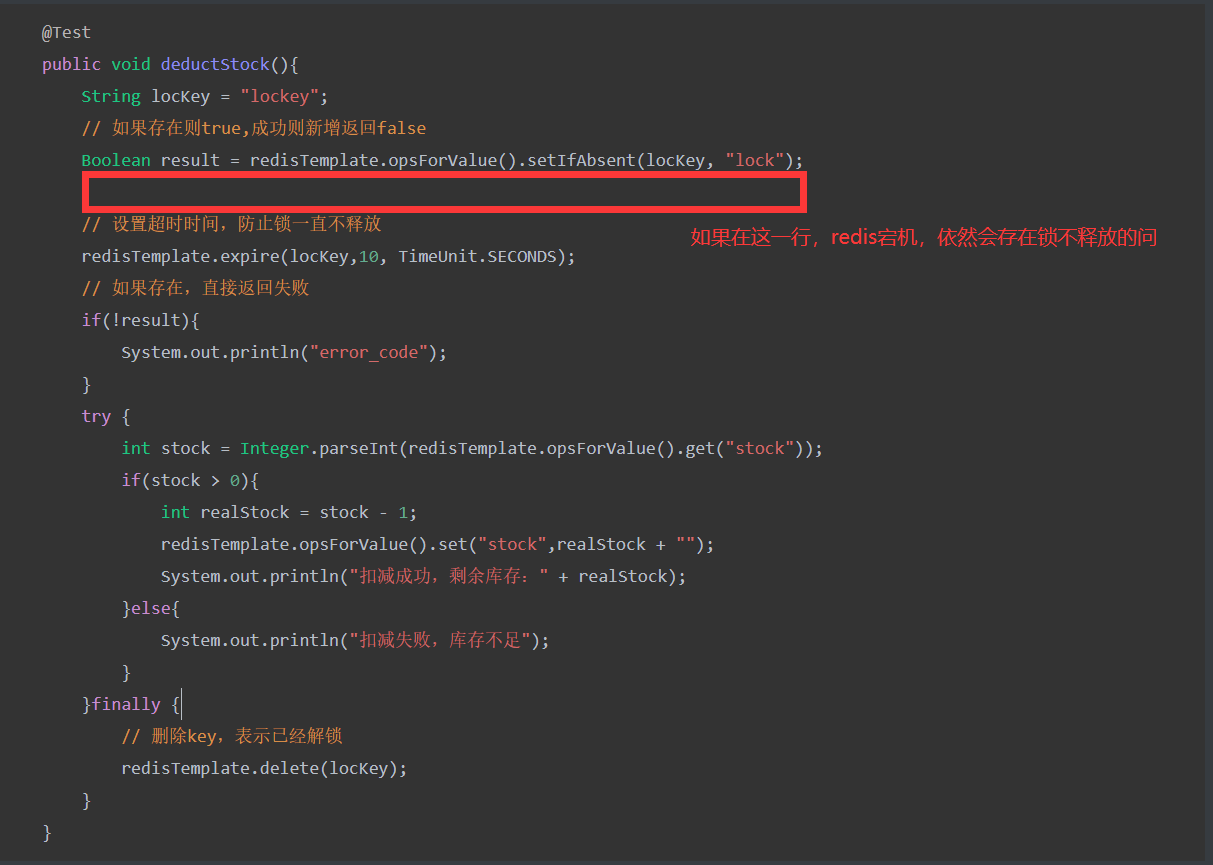 @Test
public void deductStock(){
String locKey = "lockey";
// 如果存在则true,成功则新增返回false
Boolean result = redisTemplate.opsForValue().setIfAbsent(locKey, "lock");
// 设置超时时间，防止锁一直不释放
如果在这一行，redis宕机，依然会存在锁不释放的问
redisTemplate.expire(locKey,10, TimeUnit.SECONDS);
// 如果存在，直接返回失败
if(!result){
System.out.println("error_code");
}
try {
int stock = Integer.parseInt(redisTemplate.opsForValue().get("stock"));
if(stock > 0){
int realStock = stock - 1;
redisTemplate.opsForValue().set("stock",realStock + "");
System.out.println("扣减成功，剩余库存：" + realStock);
}else{
System.out.println("扣减失败，库存不足");
}
}finally {
// 删除key，表示已经解锁
redisTemplate.delete(locKey);
}
}